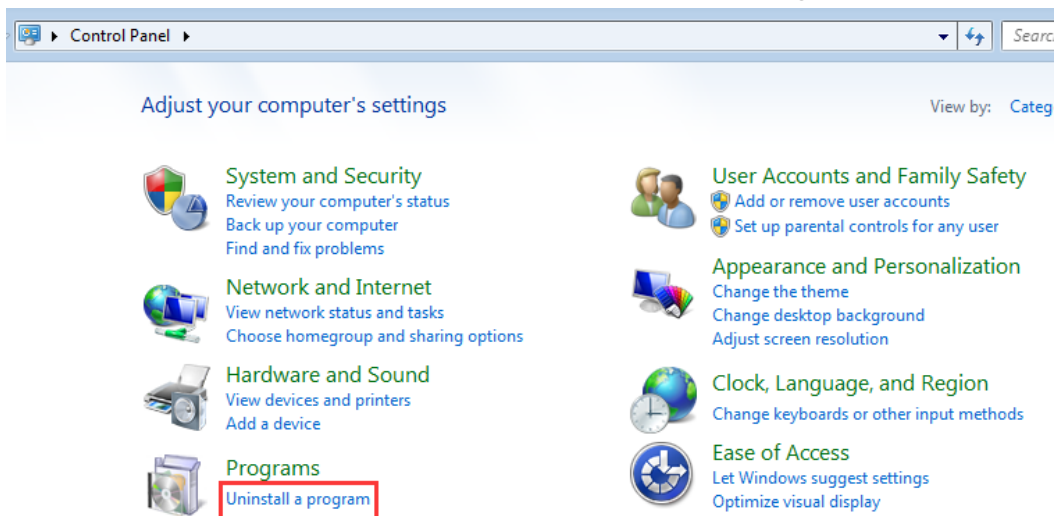 Control Panel
Searc
Adjust your computer's settings
View by: Categ
System and Security
Review your computer's status
Back up your computer
Find and fix problems
Network and Internet
View network status and tasks
Choose homegroup and sharing options
Hardware and Sound
View devices and printers
Add a device
Programs
Uninstall a program
User Accounts and Family Safety
Add or remove user accounts
Set up parental controls for any user
Appearance and Personalization
Change the theme
Change desktop background
Adjust screen resolution
Clock, Language, and Region
Change keyboards or other input methods
Ease of Access
Let Windows suggest settings
Optimize visual display